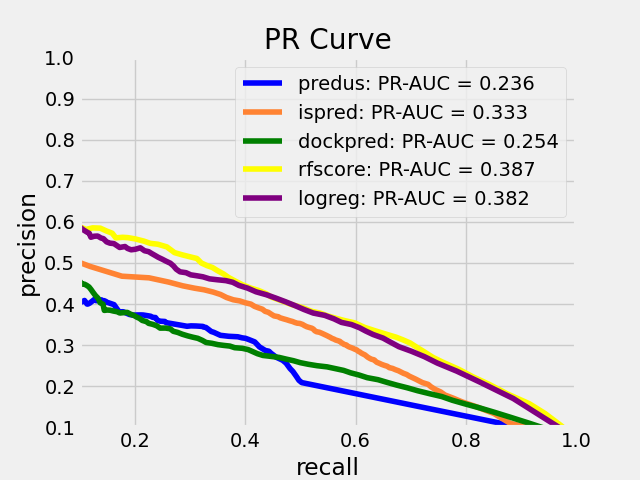 PR Curve
predus: PR-AUC = 0.236
ispred: PR-AUC = 0.333
dockpred: PR-AUC = 0.254
rfscore: PR-AUC = 0.387
logreg: PR-AUC = 0.382
precision
1.0
0.9
0.8
0.7
0.6
0.5
0.4
0.3
0.2
0.1
0.2 0.4 0.6 0.8 1.0
recall